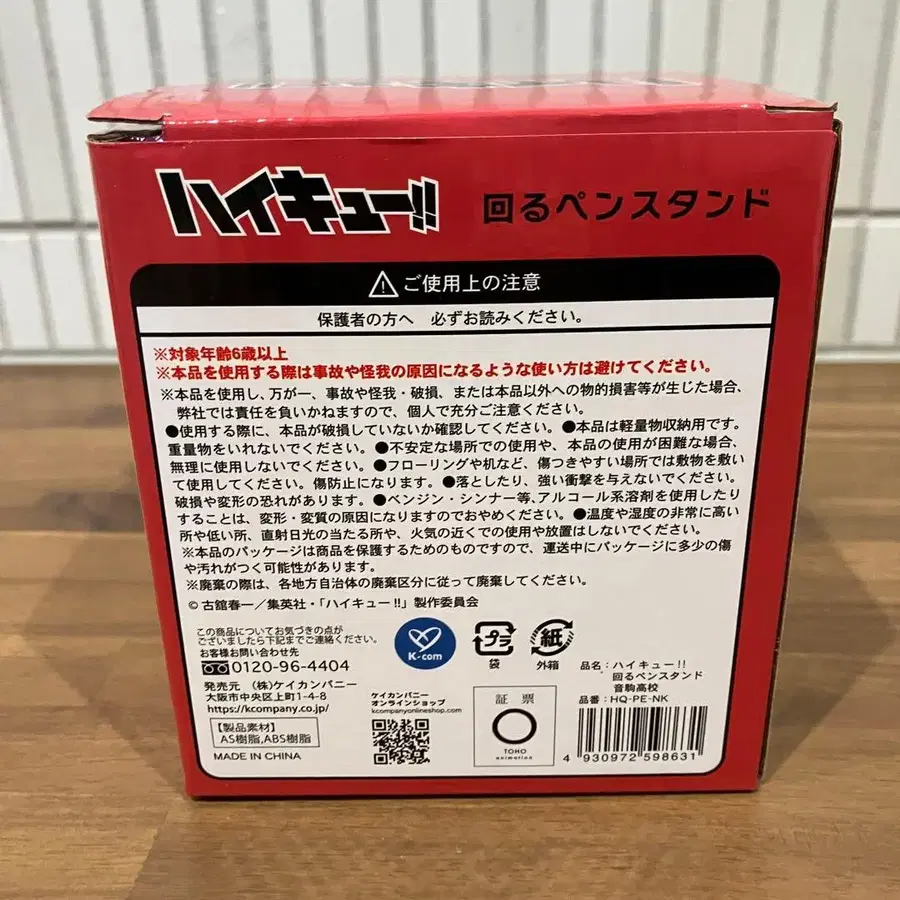 ハイキュー!!
回るペンスタンド
⚠ご使用上の注意
保護者の方へ 必ずお読みください。
※対象年齢6歳以上
※本品を使用する際は事故や怪我の原因になるような使い方は避けてください。
※本品を使用し、万が一、事故や怪我・破損、または本品以外への物的損害等が生じた場合、
弊社では責任を負いかねますので、個人で充分ご注意ください。
●使用する際に、本品が破損していないか確認してください。●本品は軽量物収納用です。
重量物をいれないでください。●不安定な場所での使用や、本品の使用が困難な場合、
無理に使用しないでください。●フローリングや机など、傷つきやすい場所では敷物を敷い
て使用してください。傷防止になります。●落としたり、強い衝撃を与えないでください。
破損や変形の恐れがあります。●ベンジン・シンナー等、アルコール系溶剤を使用したり
することは、変形・変質の原因になりますのでおやめください。●温度や湿度の非常に高い
所や低い所、直射日光の当たる所や、火気の近くでの使用や放置はしないでください。
※本品のパッケージは商品を保護するためのものですので、運送中にパッケージに多少の傷
や汚れがつく可能性があります。
※廃棄の際は、各地方自治体の廃棄区分に従って廃棄してください。
©古舘春一／集英社・「ハイキュー!!」製作委員会
この商品についてお気づきの点が
ございましたら下記までご連絡ください。
お客様お問い合わせ先
0120-96-4404
発売元 (株)ケイカンパニー
大阪市中央区上町1-4-8
https://kcompany.co.jp/
【製品素材】
AS樹脂,ABS樹脂
MADE IN CHINA
K-com
プラ
袋
紙
外箱
ケイカンパニー
オンラインショップ
kcompanyonlineshop.com
証票
TOHO
animation
品名：ハイキュー!!
回るペンスタンド
音駒高校
品番：HQ-PE-NK
4 930972 598631